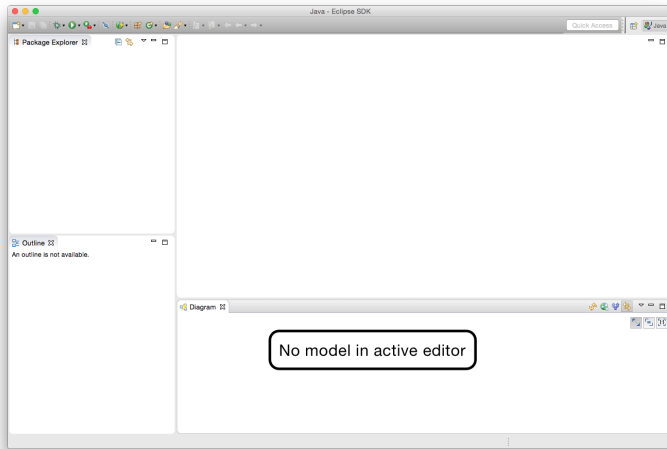 Java - Eclipse SDK
Quick Access
Java
Package Explorer
Outline
An outline is not available.
Diagram
No model in active editor